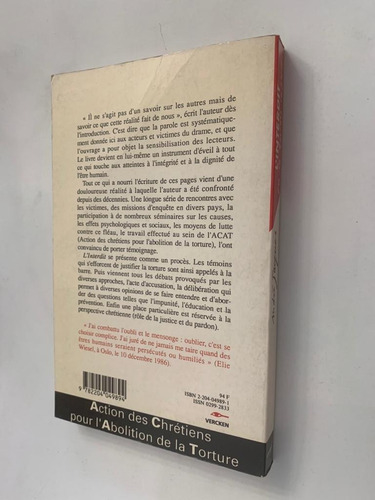 « Il ne s'agit pas d'un savoir sur les autres mais de
savoir ce que cette réalité fait de nous », écrit l'auteur dès
l'introduction. C'est dire que la parole est systématique-
ment donnée ici aux acteurs et victimes du drame, et que
l'ouvrage a pour objet la sensibilisation des lecteurs.
Le livre devient en lui-même un instrument d'éveil à tout
ce qui touche aux atteintes à l'intégrité et à la dignité de
l'être humain.
Tout ce qui a nourri l'écriture de ces pages vient d'une
douloureuse réalité à laquelle l'auteur a été confronté
depuis des décennies. Une longue série de rencontres avec
les victimes, des missions d'enquête en divers pays, la
participation à de nombreux séminaires sur les causes,
les effets psychologiques et sociaux, les moyens de lutte
contre ce fléau, le travail effectué au sein de l'ACAT
(Action des chrétiens pour l'abolition de la torture), l'ont
convaincu de porter témoignage.
L'Interdit se présente comme un procès. Les témoins
qui s'efforcent de justifier la torture sont ainsi appelés à la
barre. Puis viennent tous les débats provoqués par les
diverses approches, l'acte d'accusation, la délibération qui
permet à diverses opinions de se faire entendre et d'abor-
der des questions telles que l'impunité, l'éducation et la
prévention. Enfin une place particulière est réservée à la
perspective chrétienne (rôle de la justice et du pardon).
« J'ai combattu l'oubli et le mensonge : oublier, c'est se
choisir complice. J'ai juré de ne jamais me taire quand des
êtres humains seraient persécutés ou humiliés » (Elie
Wiesel, à Oslo, le 10 décembre 1986).
94 F
ISBN 2-204-04989-1
ISSN 0299-2833
9 782204 049894
VERCKEN
Action des Chrétiens
pour l'Abolition de la Torture